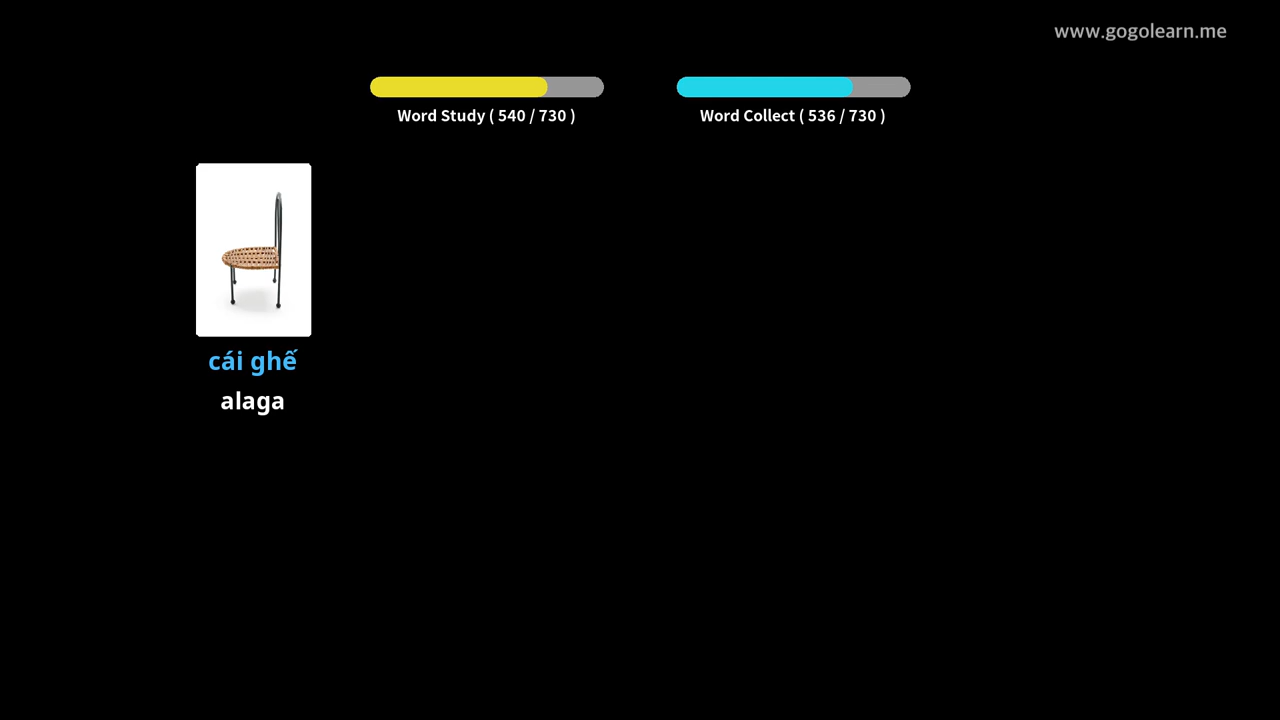 www.gogolearn.me
Word Study ( 540 / 730 )
Word Collect ( 536 / 730 )
cái ghế
alaga